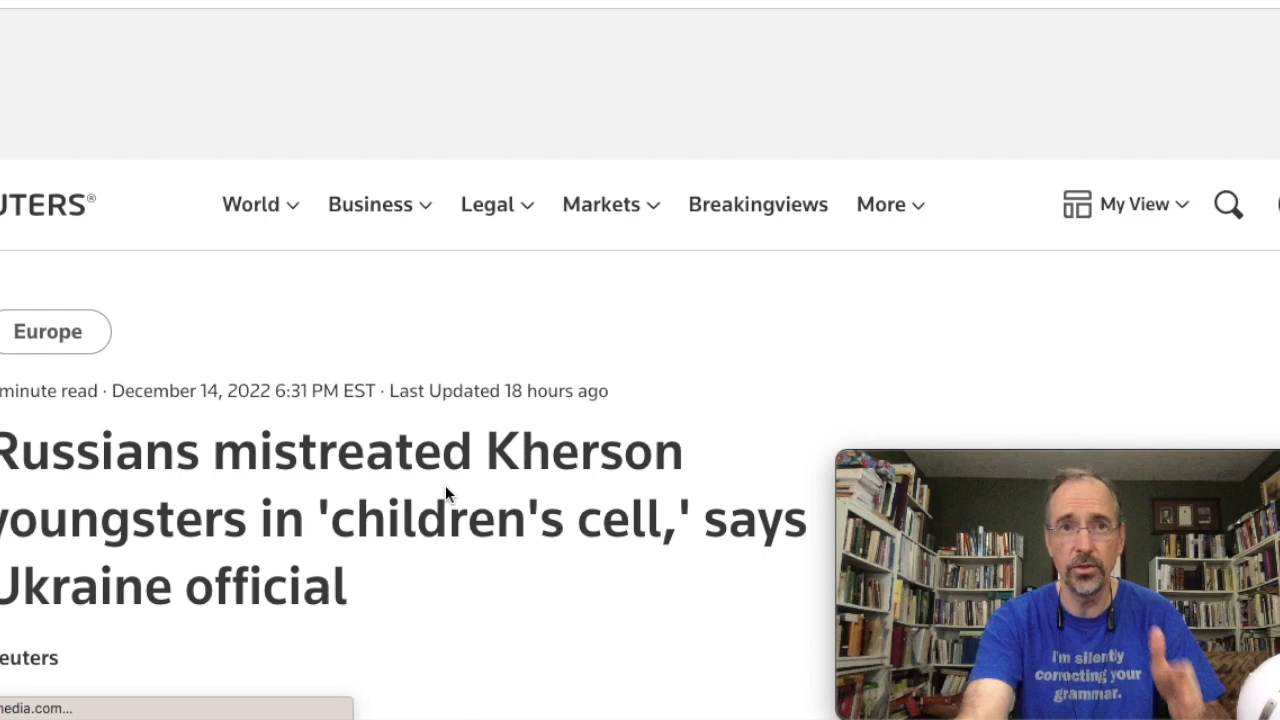 UTERS®
World Business Legal Markets Breakingviews More My View
Europe
minute read · December 14, 2022 6:31 PM EST · Last Updated 18 hours ago
Russians mistreated Kherson
youngsters in 'children's cell,' says
Ukraine official
euters
media.com...
I'm silently
correcting your
grammar.